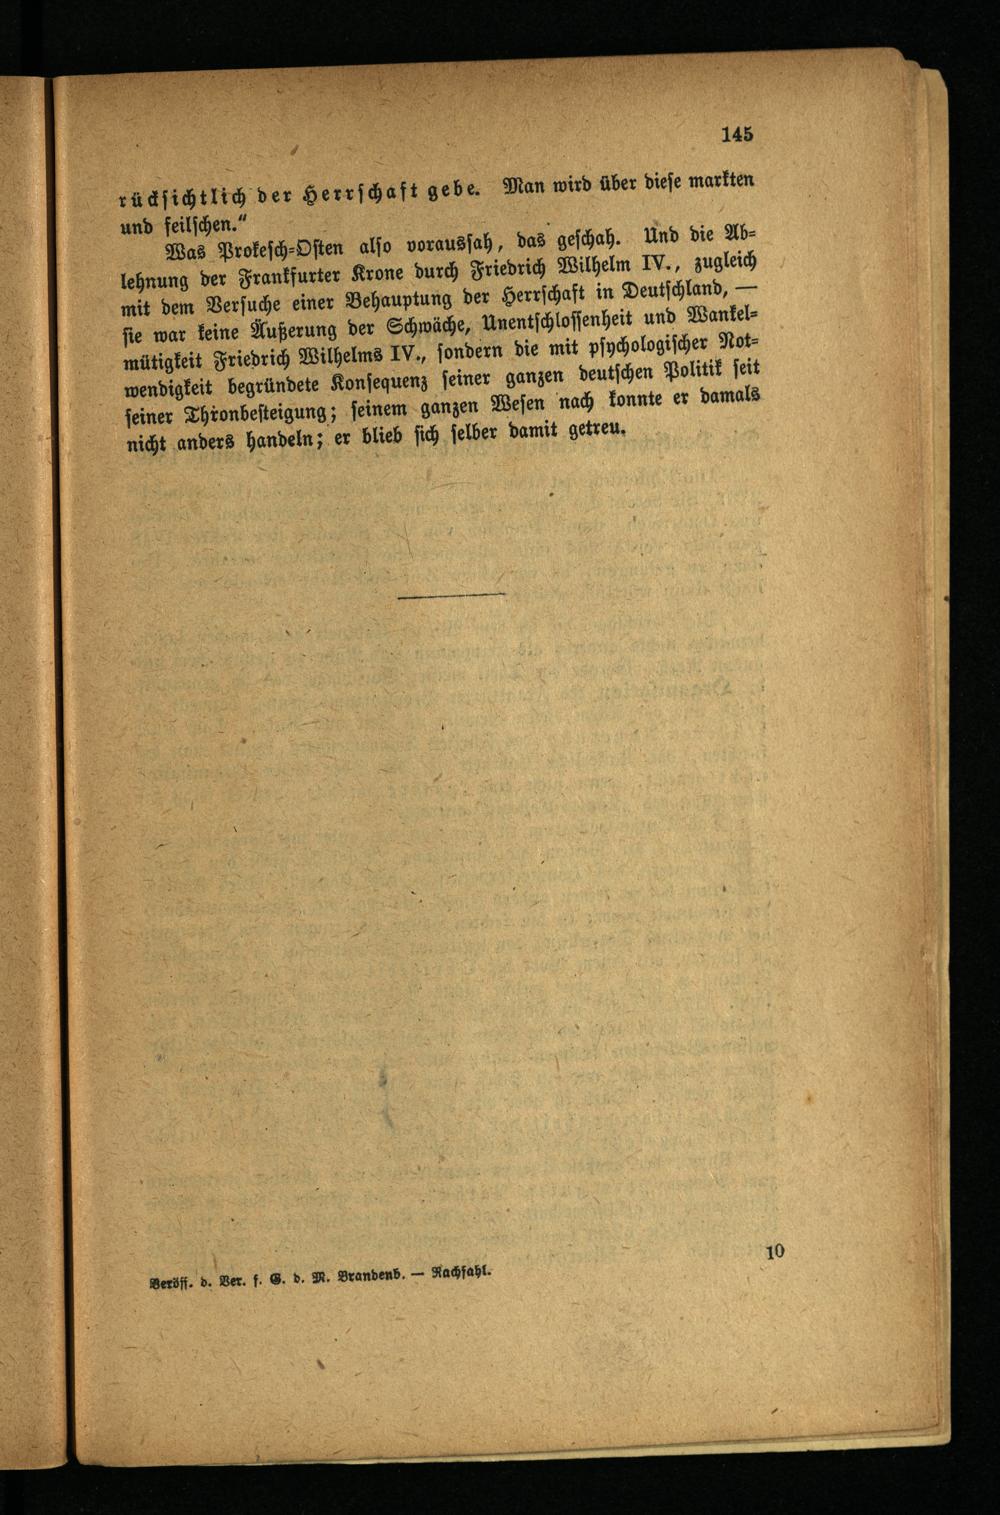 145
rücksichtlich der Herrschaft gebe. Man wird über diese markten
und feilschen.“
Was Prokesch-Osten also voraussah, das geschah. Und die Ab-
lehnung der Frankfurter Krone durch Friedrich Wilhelm IV., zugleich
mit dem Versuche einer Behauptung der Herrschaft in Deutschland, —
sie war keine Äußerung der Schwäche, Unentschlossenheit und Wankel-
mütigkeit Friedrich Wilhelms IV., sondern die mit psychologischer Not-
wendigkeit begründete Konsequenz seiner ganzen deutschen Politik seit
seiner Thronbesteigung; seinem ganzen Wesen nach konnte er damals
nicht anders handeln; er blieb sich selber damit getreu.
Veröff. d. Ver. f. G. d. M. Brandenb. — Rachfahl.
10